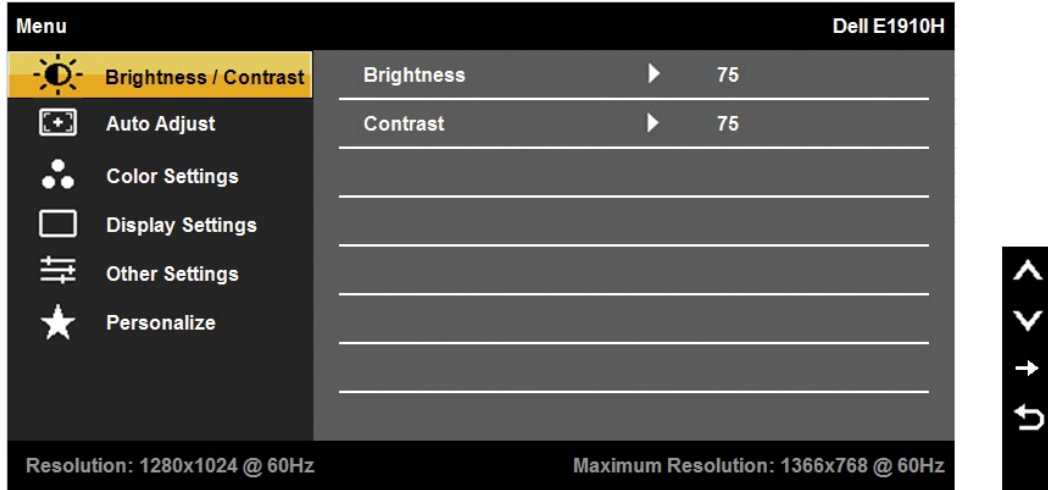 Menu Dell E1910H
Brightness / Contrast Brightness 75
Auto Adjust Contrast 75
Color Settings
Display Settings
Other Settings
Personalize
Resolution: 1280x1024 @ 60Hz Maximum Resolution: 1366x768 @ 60Hz